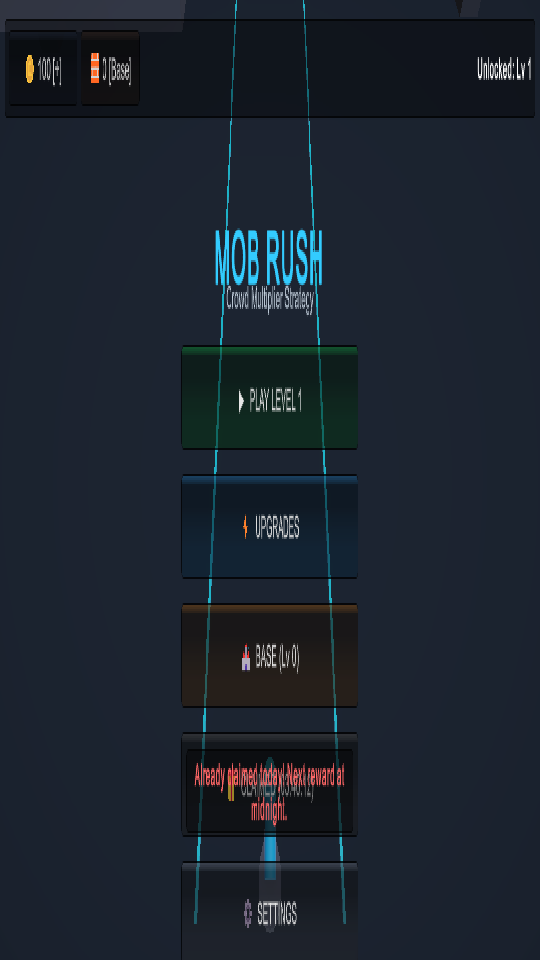 100 [+]
0 [Base]
Unlocked: Lv 1
MOB RUSH
Crowd Multiplier Strategy
▶ PLAY LEVEL 1
UPGRADES
BASE (Lv 0)
Already claimed today! Next reward at
midnight.
SETTINGS